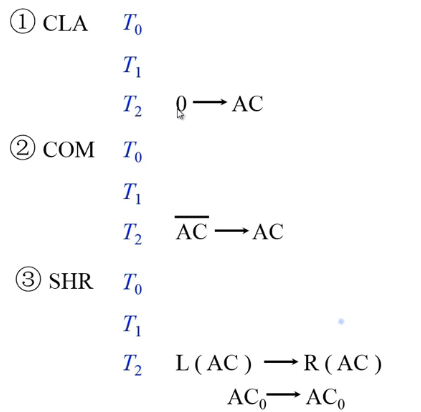 ① CLA T₀
T₁
T₂ 0 → AC
② COM T₀
T₁
T₂ A̅C̅ → AC
③ SHR T₀
T₁
T₂ L ( AC ) → R ( AC )
AC₀ → AC₀